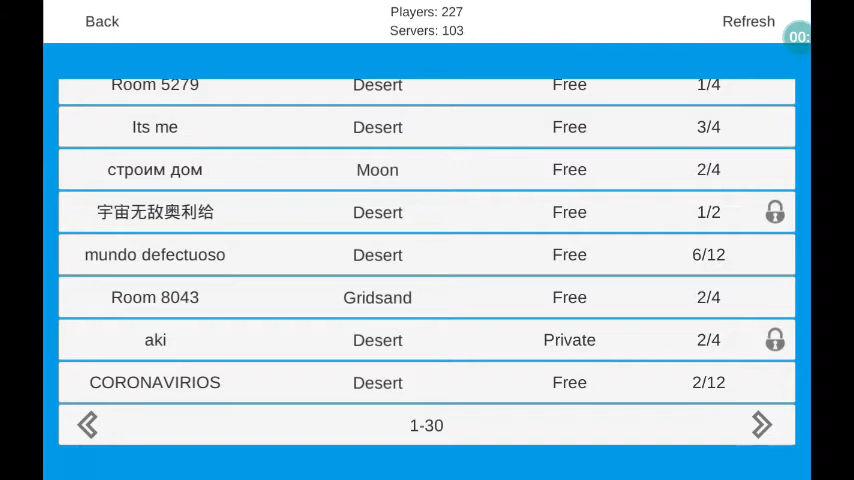 Back
Players: 227
Servers: 103
Refresh
00:
Room 5279 Desert Free 1/4
Its me Desert Free 3/4
строим дом Moon Free 2/4
宇宙无敌奥利给 Desert Free 1/2
mundo defectuoso Desert Free 6/12
Room 8043 Gridsand Free 2/4
aki Desert Private 2/4
CORONAVIRIOS Desert Free 2/12
1-30